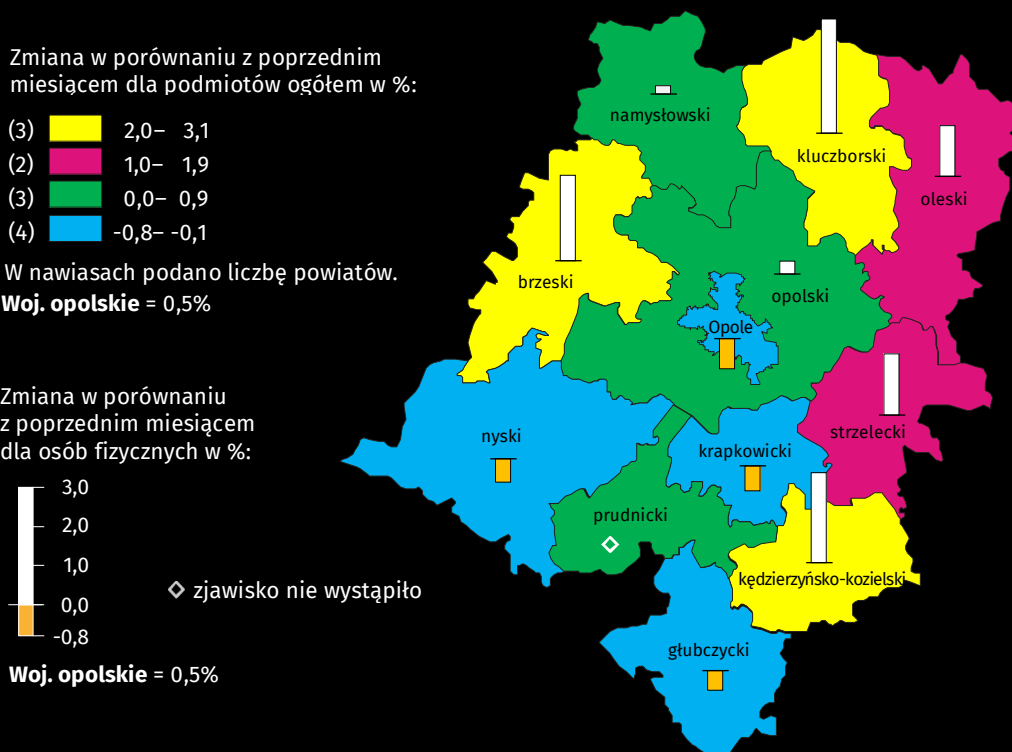 Zmiana w porównaniu z poprzednim
miesiącem dla podmiotów ogółem w %:
(3) 2,0– 3,1
(2) 1,0– 1,9
(3) 0,0– 0,9
(4) -0,8– -0,1
W nawiasach podano liczbę powiatów.
Woj. opolskie = 0,5%
Zmiana w porównaniu
z poprzednim miesiącem
dla osób fizycznych w %:
3,0
2,0
1,0
0,0
-0,8
zjawisko nie wystąpiło
Woj. opolskie = 0,5%
namysłowski
kluczborski
oleski
brzeski
opolski
Opole
strzelecki
nyski
krapkowicki
prudnicki
kędzierzyńsko-kozielski
głubczycki